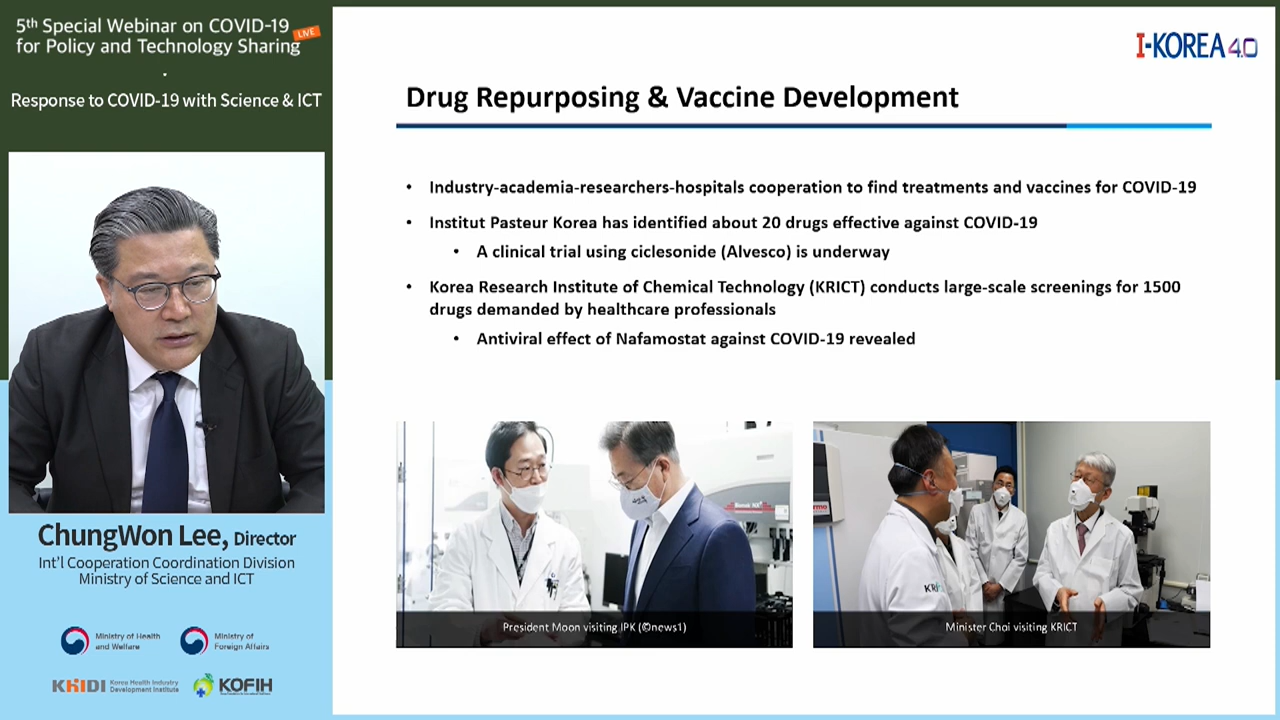 5th Special Webinar on COVID-19
for Policy and Technology Sharing
LIVE
Response to COVID-19 with Science & ICT
ChungWon Lee, Director
Int'l Cooperation Coordination Division
Ministry of Science and ICT
Ministry of Health
and Welfare
Ministry of
Foreign Affairs
KHIDI Korea Health Industry
Development Institute
KOFIH
I-KOREA 4.0
Drug Repurposing & Vaccine Development
• Industry-academia-researchers-hospitals cooperation to find treatments and vaccines for COVID-19
• Institut Pasteur Korea has identified about 20 drugs effective against COVID-19
• A clinical trial using ciclesonide (Alvesco) is underway
• Korea Research Institute of Chemical Technology (KRICT) conducts large-scale screenings for 1500
drugs demanded by healthcare professionals
• Antiviral effect of Nafamostat against COVID-19 revealed
President Moon visiting IPK (©news1)
Minister Choi visiting KRICT